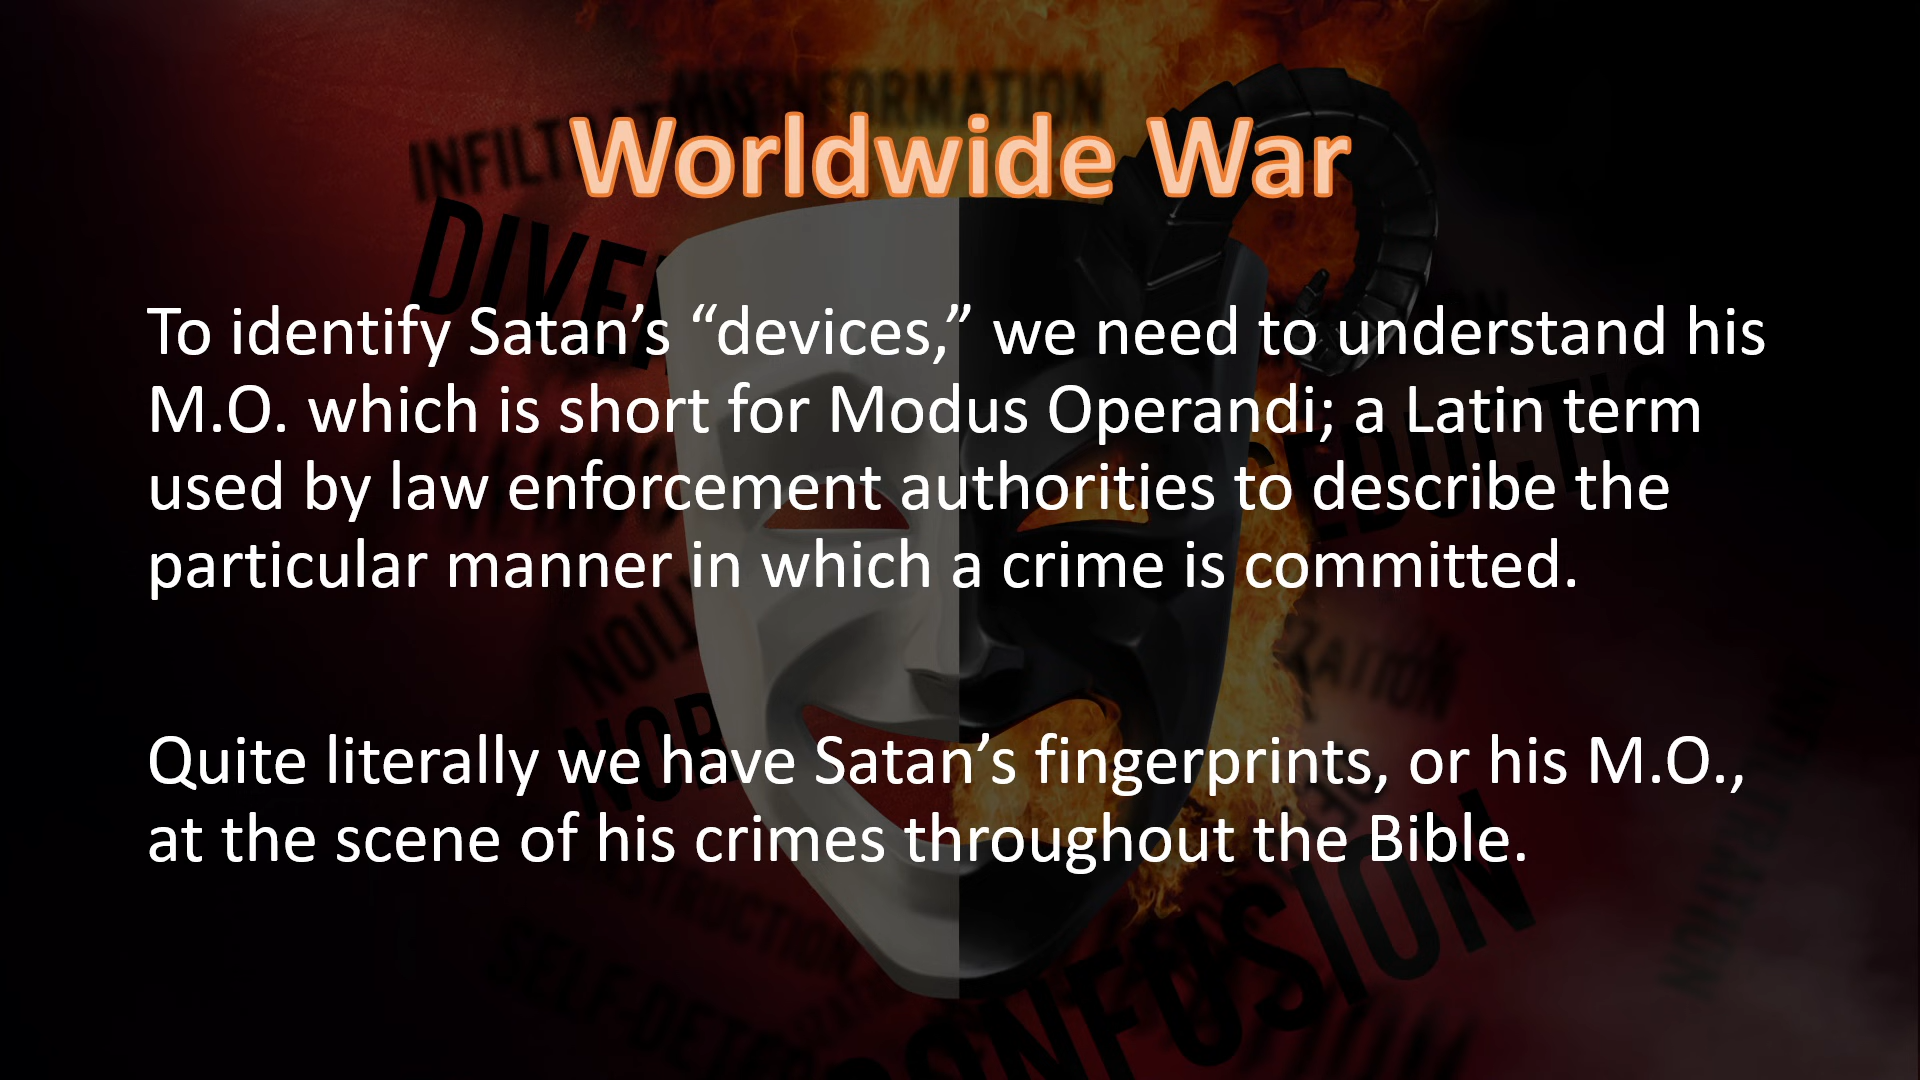 Worldwide War
To identify Satan’s “devices,” we need to understand his
M.O. which is short for Modus Operandi; a Latin term
used by law enforcement authorities to describe the
particular manner in which a crime is committed.
Quite literally we have Satan’s fingerprints, or his M.O.,
at the scene of his crimes throughout the Bible.
CONFUSION